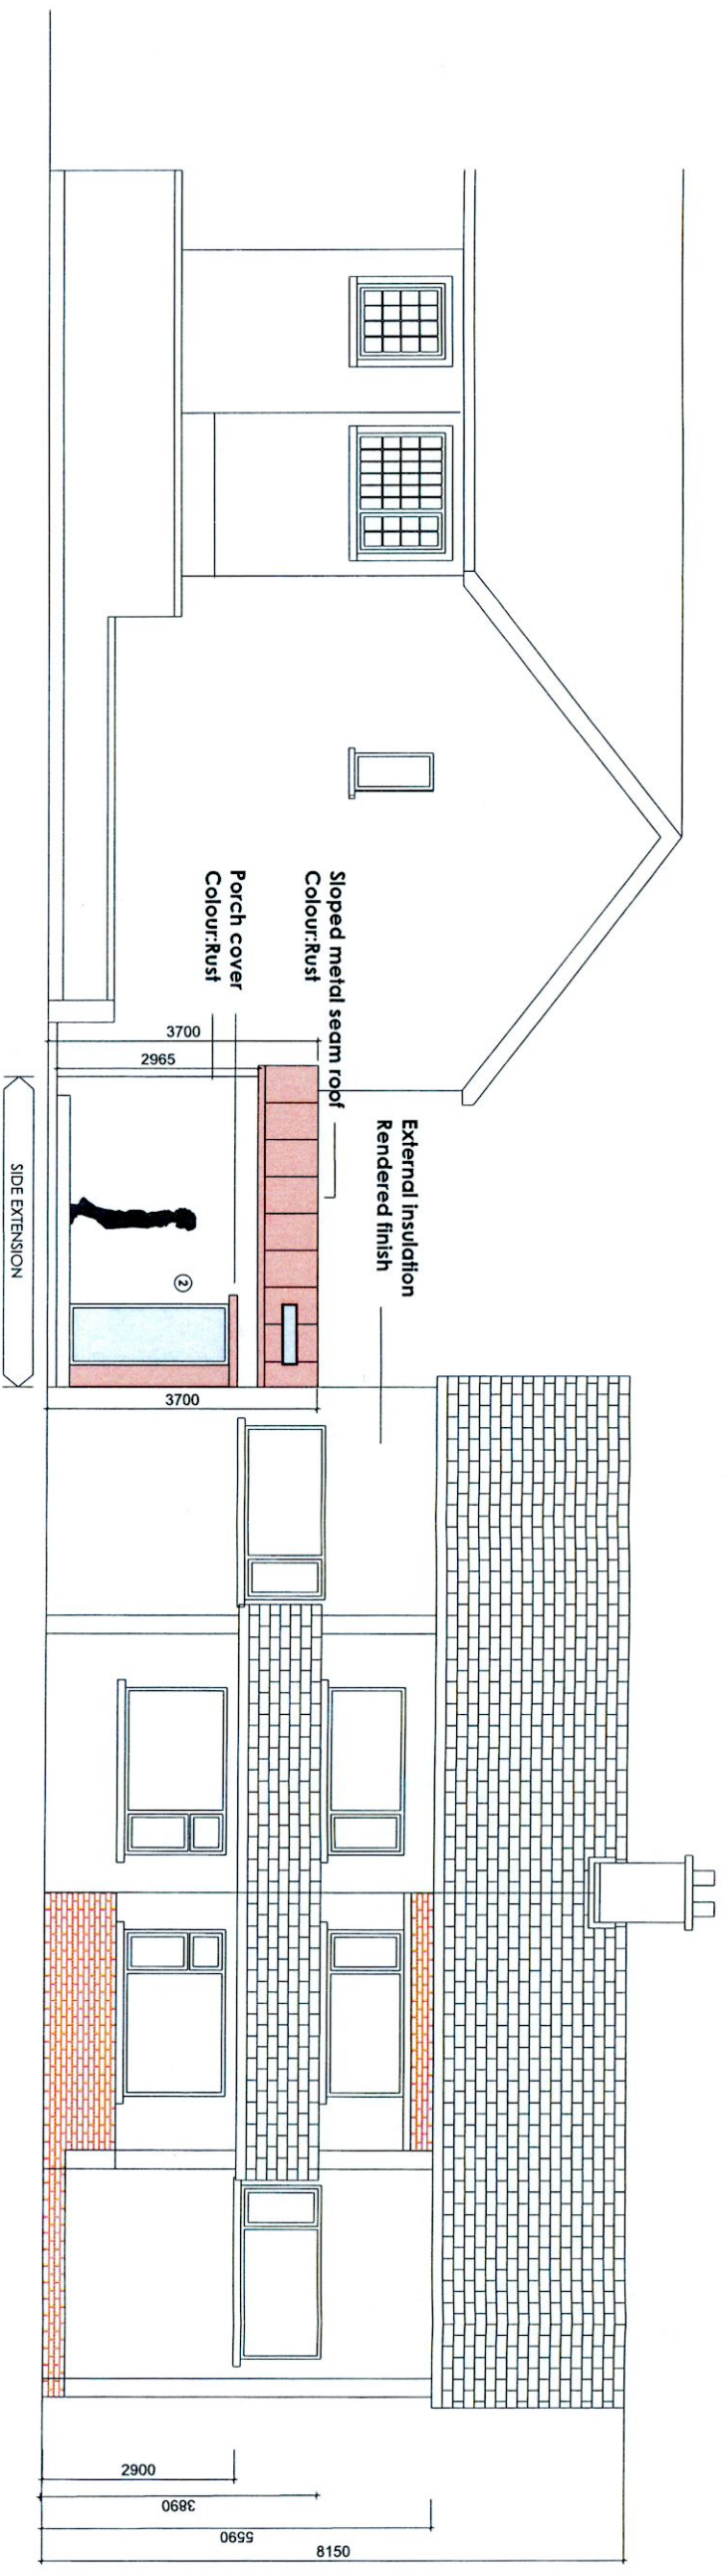 Sloped metal seam roof
Colour:Rust
Porch cover
Colour:Rust
External insulation
Rendered finish
3700
2965
2
3700
SIDE EXTENSION
2900
3890
5590
8150